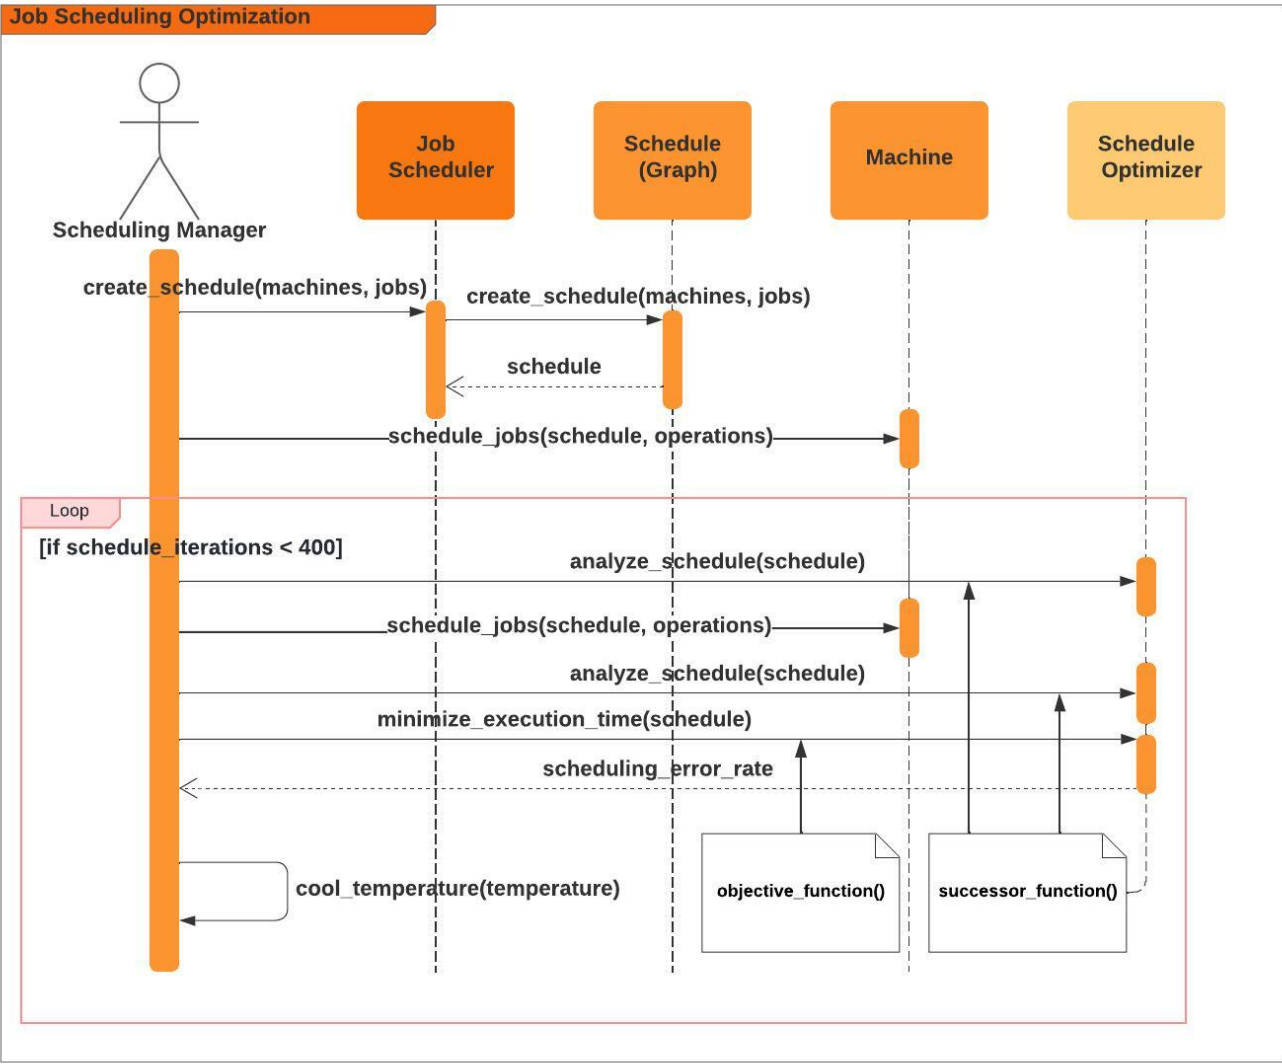 Job Scheduling Optimization
Job
Scheduler
Schedule
(Graph)
Machine
Schedule
Optimizer
Scheduling Manager
create_schedule(machines, jobs)
create_schedule(machines, jobs)
schedule
schedule_jobs(schedule, operations)
Loop
[if schedule_iterations < 400]
analyze_schedule(schedule)
schedule_jobs(schedule, operations)
analyze_schedule(schedule)
minimize_execution_time(schedule)
scheduling_error_rate
cool_temperature(temperature)
objective_function()
successor_function()